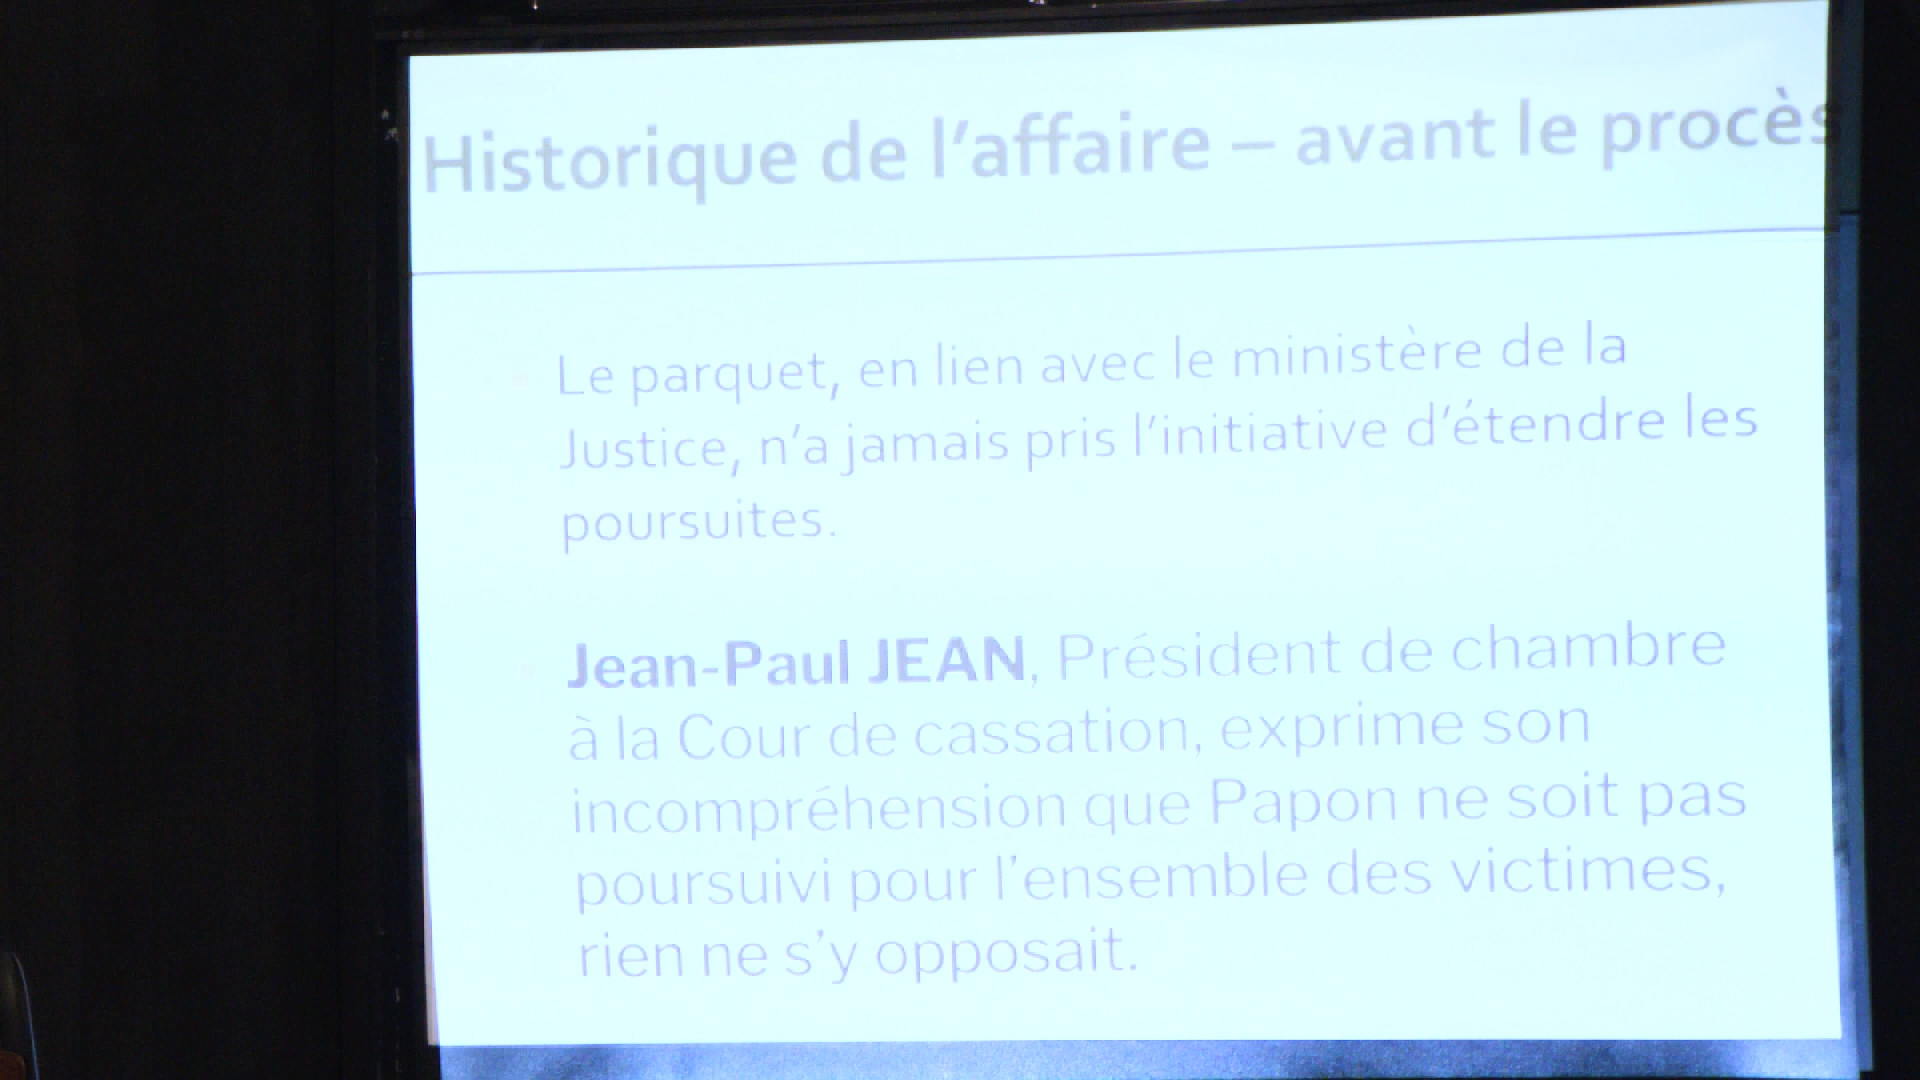 Historique de l’affaire – avant le procès
Le parquet, en lien avec le ministère de la
Justice, n’a jamais pris l’initiative d’étendre les
poursuites.
Jean-Paul JEAN, Président de chambre
à la Cour de cassation, exprime son
incompréhension que Papon ne soit pas
poursuivi pour l’ensemble des victimes,
rien ne s’y opposait.